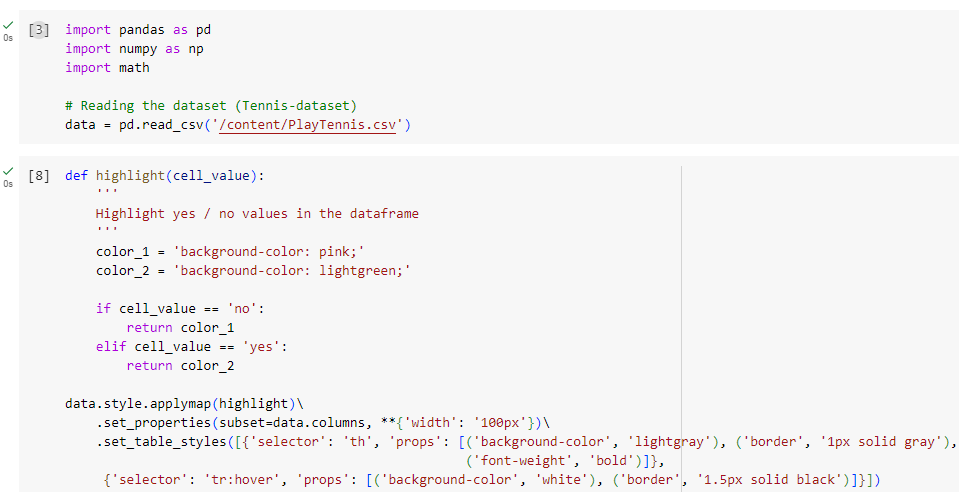 [3] import pandas as pd
0s import numpy as np
import math
# Reading the dataset (Tennis-dataset)
data = pd.read_csv('/content/PlayTennis.csv')
[8] def highlight(cell_value):
0s '''
Highlight yes / no values in the dataframe
'''
color_1 = 'background-color: pink;'
color_2 = 'background-color: lightgreen;'
if cell_value == 'no':
return color_1
elif cell_value == 'yes':
return color_2
data.style.applymap(highlight)\
.set_properties(subset=data.columns, **{'width': '100px'})\
.set_table_styles([{'selector': 'th', 'props': [('background-color', 'lightgray'), ('border', '1px solid gray'),
('font-weight', 'bold')]},
{'selector': 'tr:hover', 'props': [('background-color', 'white'), ('border', '1.5px solid black')]}])